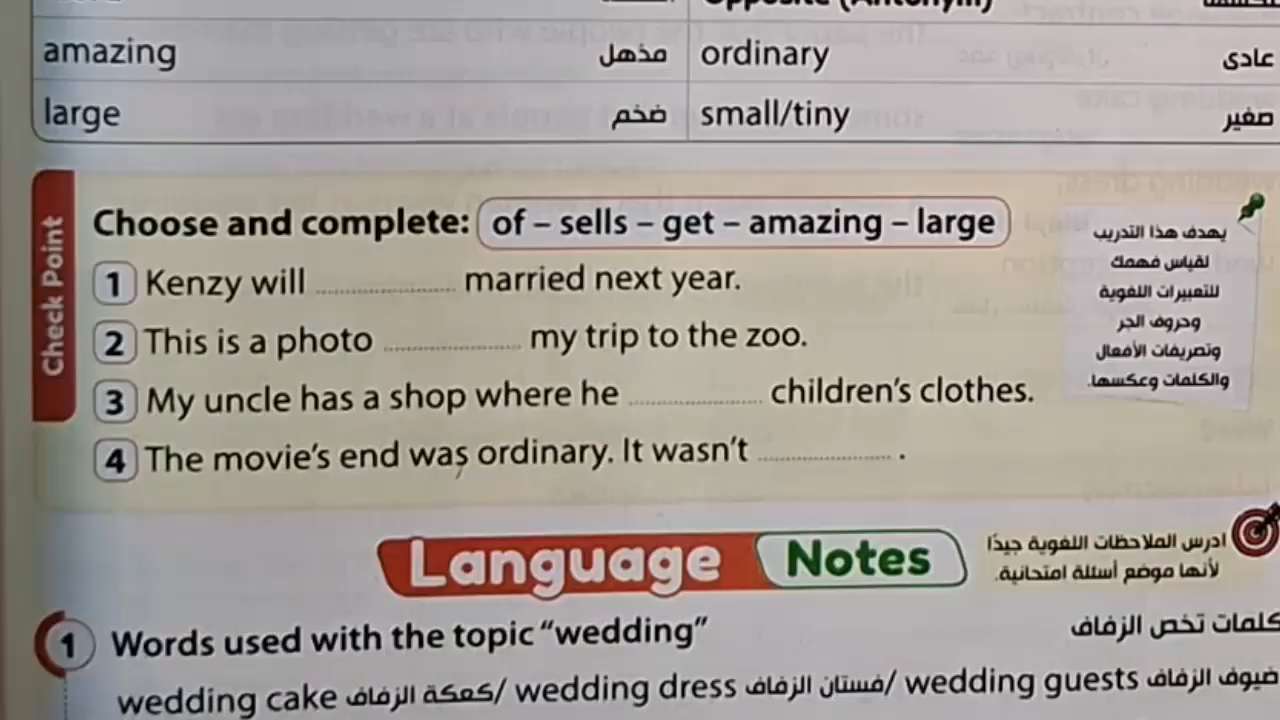 Opposite (Antonym)
amazing مذهل ordinary عادى
large ضخم small/tiny صغير
Check Point
Choose and complete: of – sells – get – amazing – large
1 Kenzy will .................... married next year.
2 This is a photo .................... my trip to the zoo.
3 My uncle has a shop where he .................... children's clothes.
4 The movie's end was ordinary. It wasn't .................... .
يهدف هذا التدريب
لقياس فهمك
للتعبيرات اللغوية
وحروف الجر
وتصريفات الأفعال
والكلمات وعكسها.
Language Notes
ادرس الملاحظات اللغوية جيدًا
لأنها موضع أسئلة امتحانية.
1 Words used with the topic "wedding" كلمات تخص الزفاف
wedding cake كعكة الزفاف/ wedding dress فستان الزفاف/ wedding guests ضيوف الزفاف